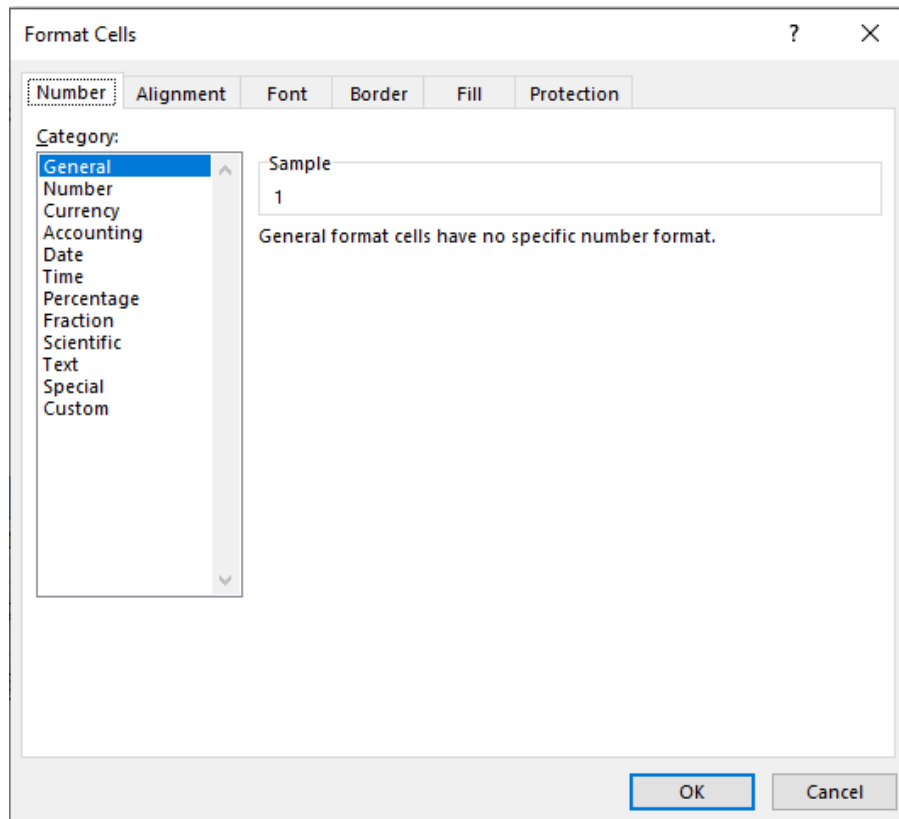 Format Cells ? ×
Number Alignment Font Border Fill Protection
Category:
General
Number
Currency
Accounting
Date
Time
Percentage
Fraction
Scientific
Text
Special
Custom
Sample
1
General format cells have no specific number format.
OK Cancel